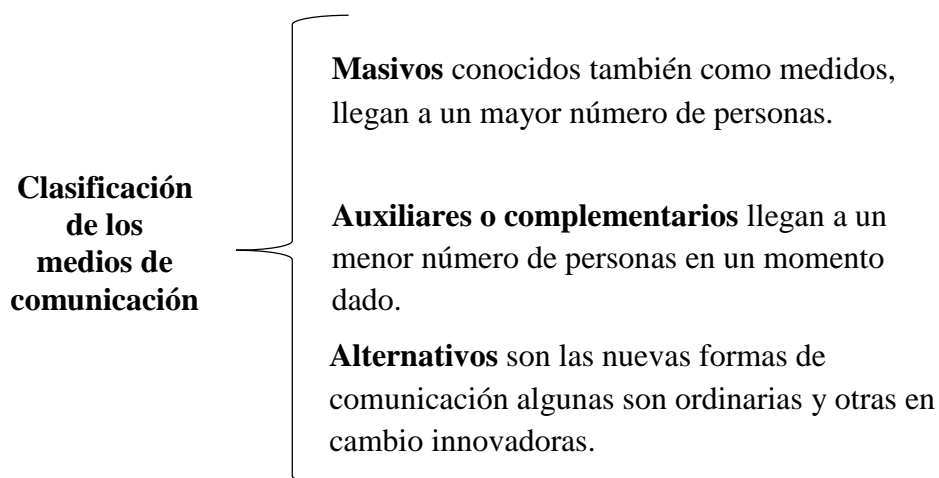 Clasificación
de los
medios de
comunicación
Masivos conocidos también como medidos,
llegan a un mayor número de personas.
Auxiliares o complementarios llegan a un
menor número de personas en un momento
dado.
Alternativos son las nuevas formas de
comunicación algunas son ordinarias y otras en
cambio innovadoras.